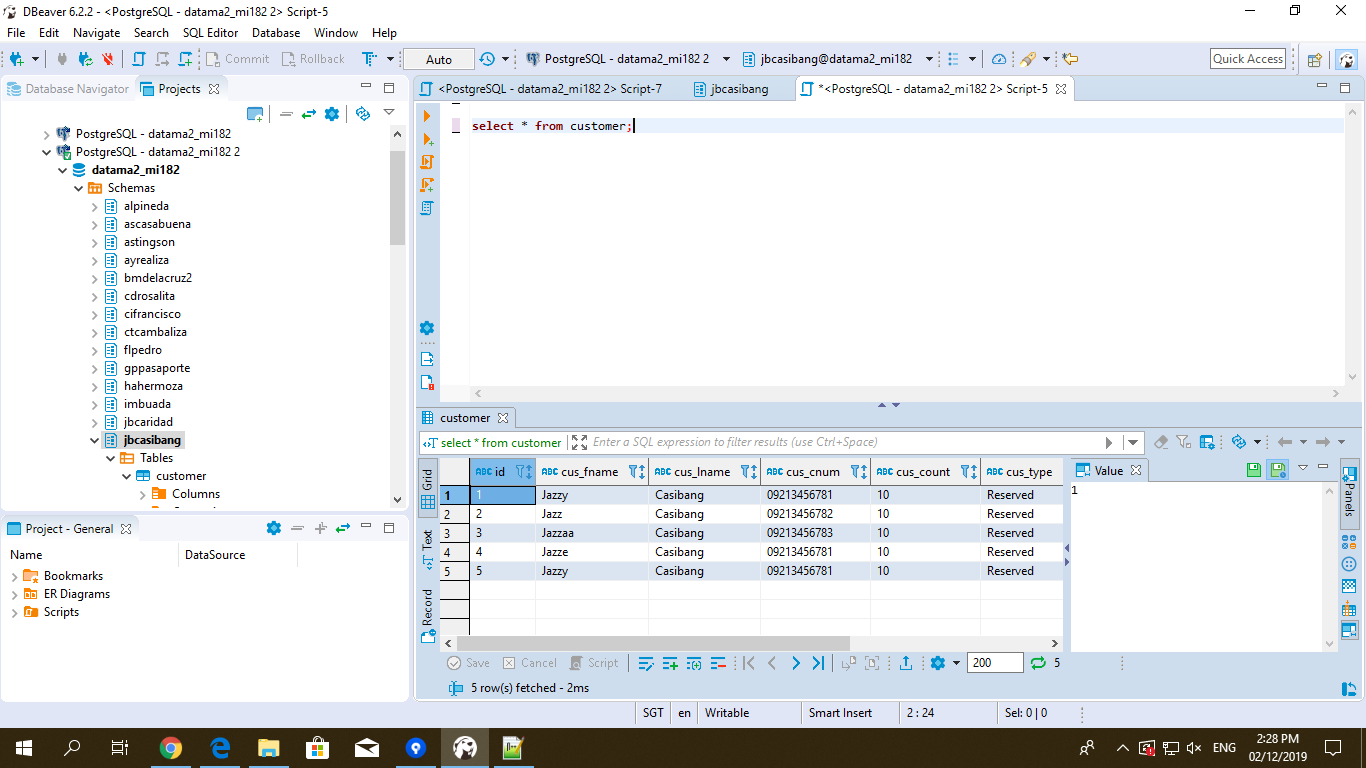 DBeaver 6.2.2 - <PostgreSQL - datama2_mi182 2> Script-5
File Edit Navigate Search SQL Editor Database Window Help
Commit Rollback Auto PostgreSQL - datama2_mi182 2 jbcasibang@datama2_mi182 Quick Access
Database Navigator Projects
<PostgreSQL - datama2_mi182 2> Script-7 jbcasibang *<PostgreSQL - datama2_mi182 2> Script-5
PostgreSQL - datama2_mi182
PostgreSQL - datama2_mi182 2
datama2_mi182
Schemas
alpineda
ascasabuena
astingson
ayrealiza
bmdelacruz2
cdrosalita
cifrancisco
ctcambaliza
flpedro
gppasaporte
hahermoza
imbuada
jbcaridad
jbcasibang
Tables
customer
Columns
select * from customer;
Project - General
Name DataSource
Bookmarks
ER Diagrams
Scripts
customer
select * from customer Enter a SQL expression to filter results (use Ctrl+Space)
Grid
Text
Record
ABC id ABC cus_fname ABC cus_lname ABC cus_cnum ABC cus_count ABC cus_type
1 1 Jazzy Casibang 09213456781 10 Reserved
2 2 Jazz Casibang 09213456782 10 Reserved
3 3 Jazzaa Casibang 09213456783 10 Reserved
4 4 Jazze Casibang 09213456781 10 Reserved
5 5 Jazzy Casibang 09213456781 10 Reserved
Value
1
Panels
Save Cancel Script 200 5
5 row(s) fetched - 2ms
SGT en Writable Smart Insert 2 : 24 Sel: 0 | 0
ENG
2:28 PM
02/12/2019